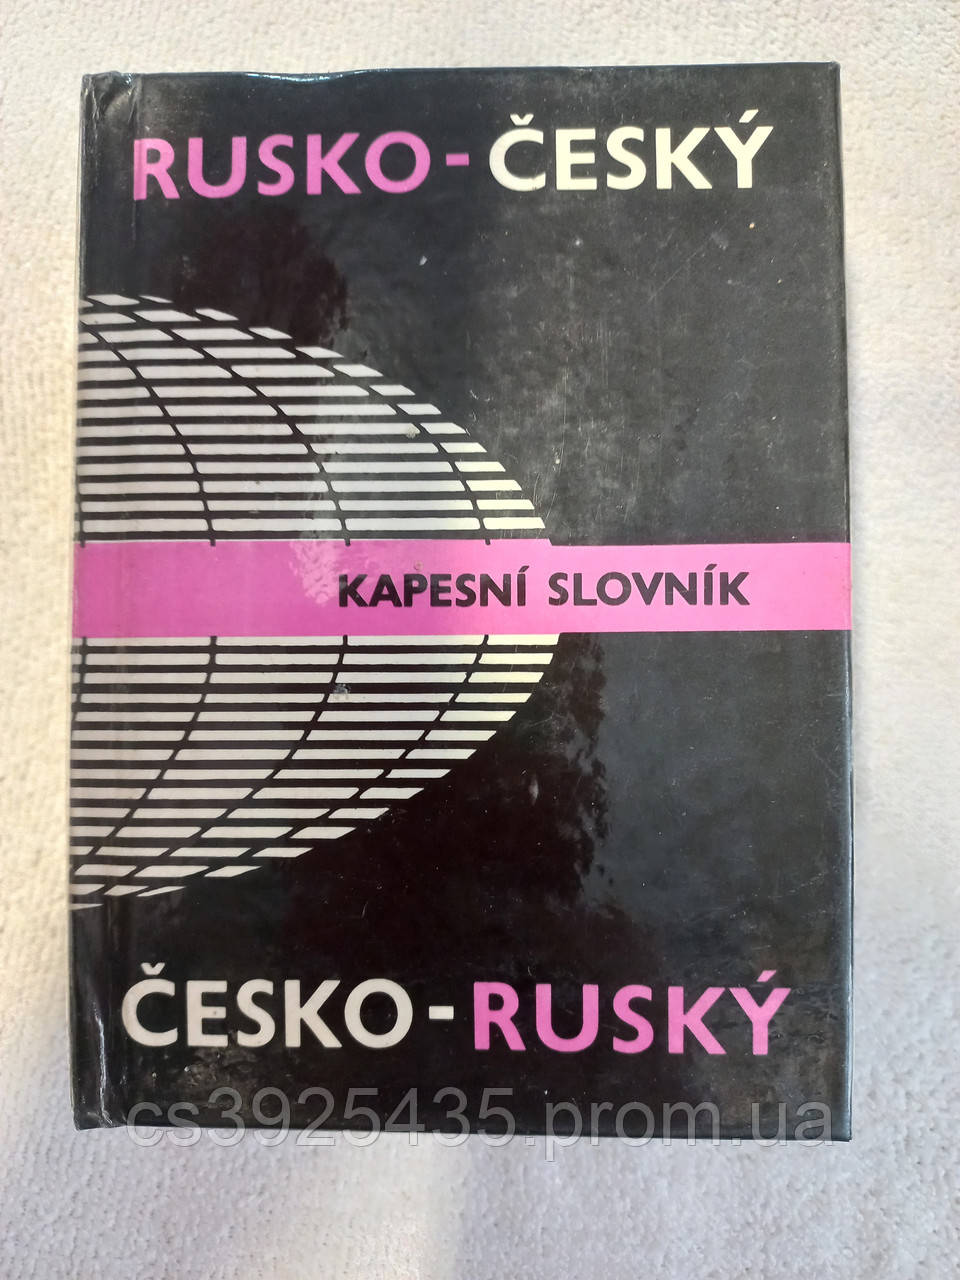 RUSKO-ČESKÝ
KAPESNÍ SLOVNÍK
ČESKO-RUSKÝ
cs3925435.prom.ua